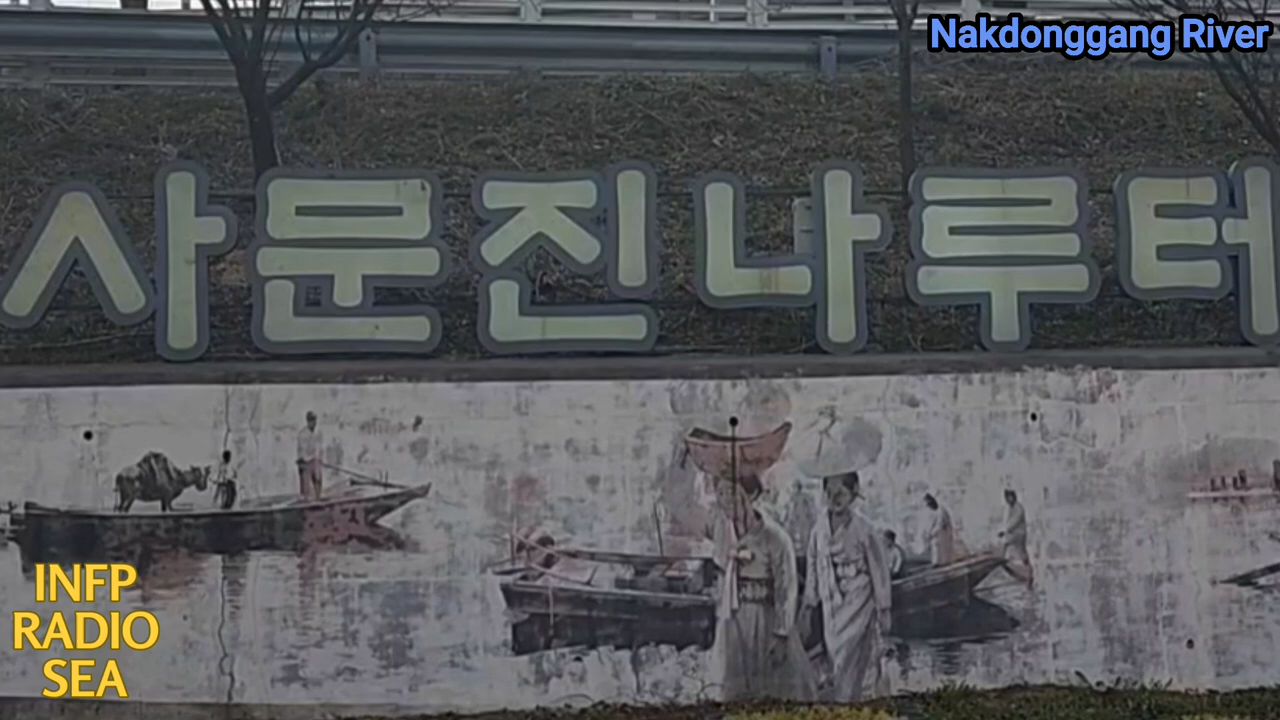 Nakdonggang River
사문진나루터
INFP
RADIO
SEA